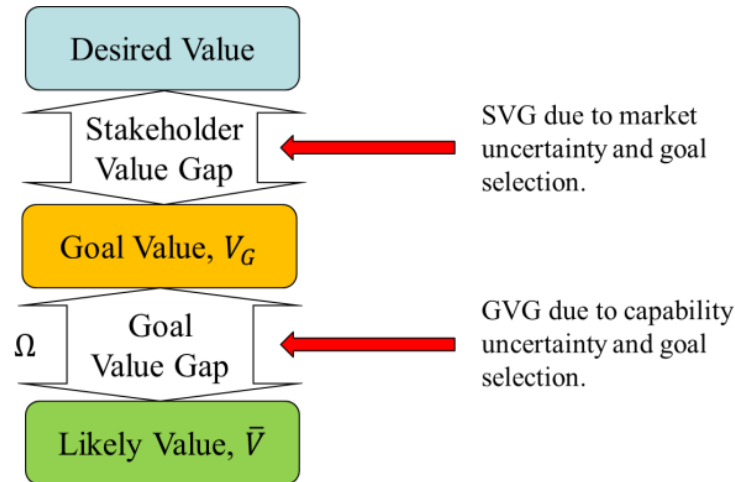 Desired Value
Stakeholder
Value Gap
SVG due to market
uncertainty and goal
selection.
Goal Value, V_G
Ω
Goal
Value Gap
GVG due to capability
uncertainty and goal
selection.
Likely Value, V̄